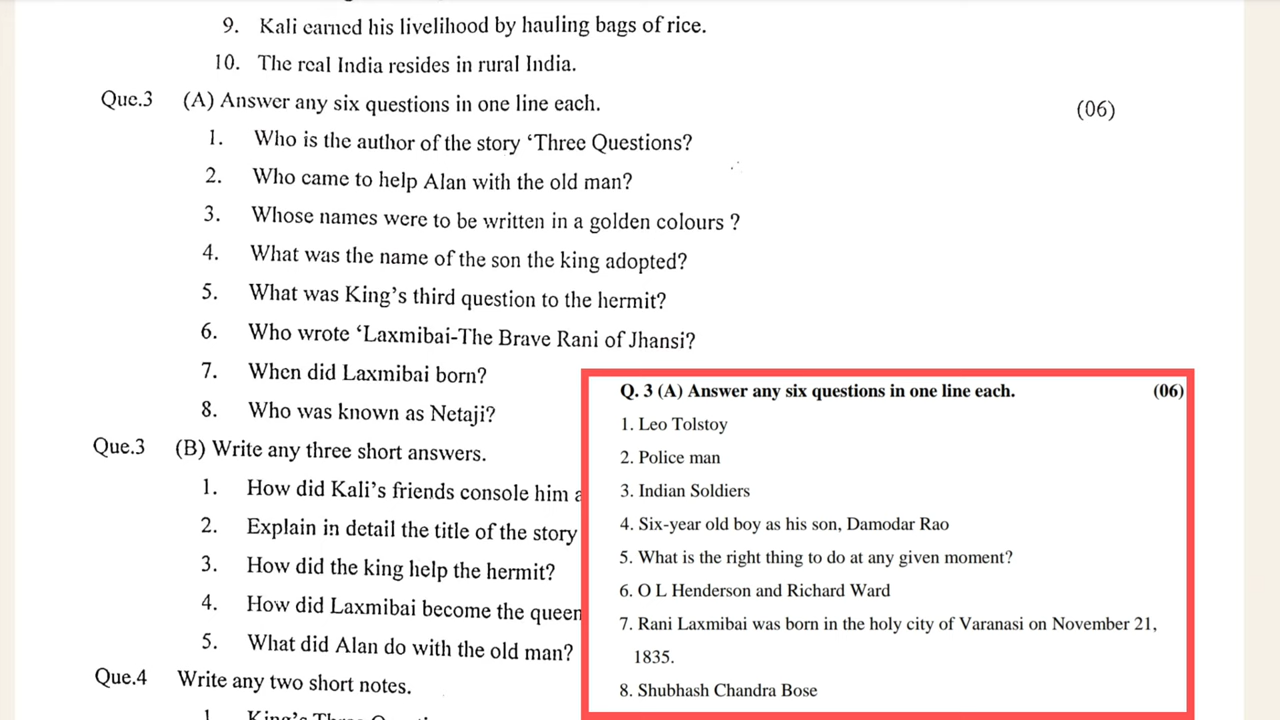 9. Kali earned his livelihood by hauling bags of rice.
10. The real India resides in rural India.
Que.3 (A) Answer any six questions in one line each. (06)
1. Who is the author of the story ‘Three Questions?
2. Who came to help Alan with the old man?
3. Whose names were to be written in a golden colours ?
4. What was the name of the son the king adopted?
5. What was King’s third question to the hermit?
6. Who wrote ‘Laxmibai-The Brave Rani of Jhansi?
7. When did Laxmibai born?
8. Who was known as Netaji?
Que.3 (B) Write any three short answers.
1. How did Kali’s friends console him a
2. Explain in detail the title of the story
3. How did the king help the hermit?
4. How did Laxmibai become the queen
5. What did Alan do with the old man?
Que.4 Write any two short notes.
1 King’s Three
Q. 3 (A) Answer any six questions in one line each. (06)
1. Leo Tolstoy
2. Police man
3. Indian Soldiers
4. Six-year old boy as his son, Damodar Rao
5. What is the right thing to do at any given moment?
6. O L Henderson and Richard Ward
7. Rani Laxmibai was born in the holy city of Varanasi on November 21,
1835.
8. Shubhash Chandra Bose